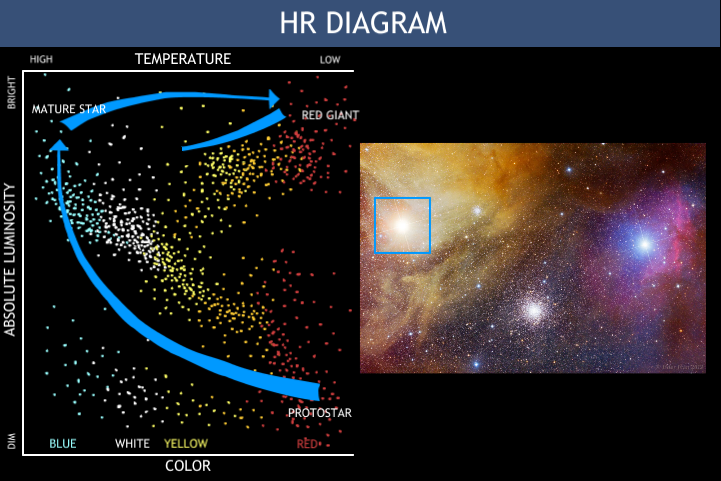 HR DIAGRAM
HIGH
TEMPERATURE
LOW
BRIGHT
MATURE STAR
RED GIANT
ABSOLUTE LUMINOSITY
PROTOSTAR
DIM
BLUE
WHITE
YELLOW
RED
COLOR